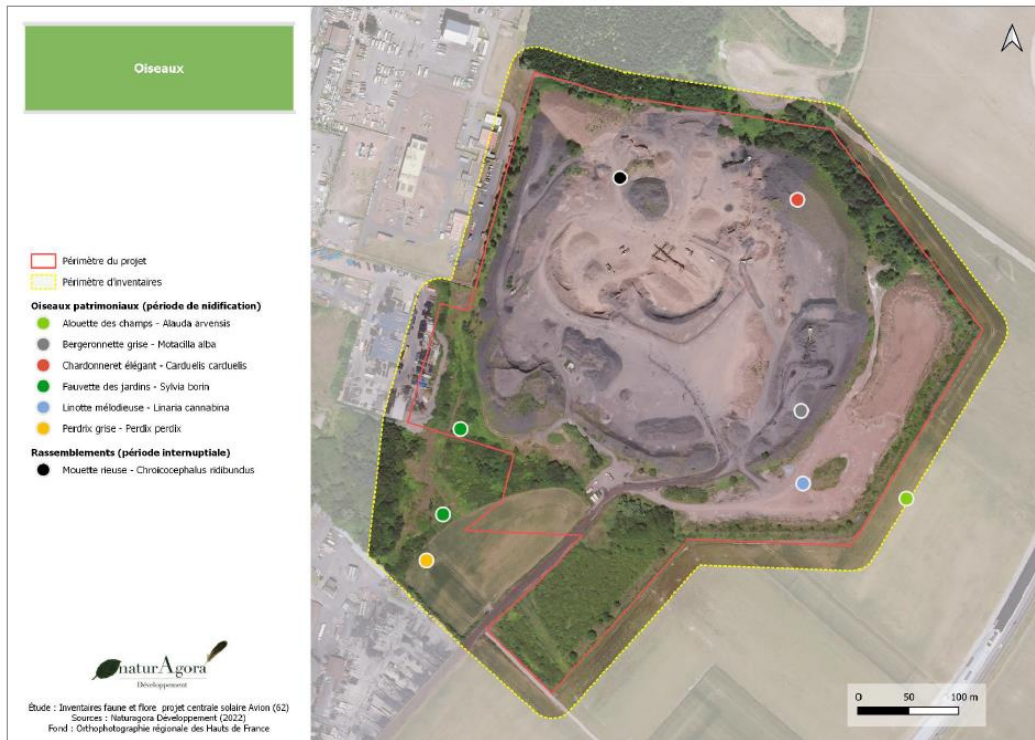 Oiseaux
Périmètre du projet
Périmètre d'inventaires
Oiseaux patrimoniaux (période de nidification)
Alouette des champs - Alauda arvensis
Bergeronnette grise - Motacilla alba
Chardonneret élégant - Carduelis carduelis
Fauvette des jardins - Sylvia borin
Linotte mélodieuse - Linaria cannabina
Perdrix grise - Perdix perdix
Rassemblements (période internuptiale)
Mouette rieuse - Chroicocephalus ridibundus
naturAgora
Développement
Étude : Inventaires faune et flore projet centrale solaire Avion (62)
Sources : Naturagora Développement (2022)
Fond : Orthophotographie régionale des Hauts de France
0 50 100 m